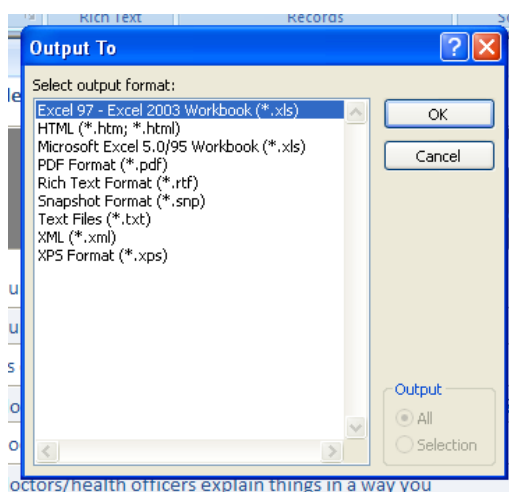 Rich Text Records
Output To
Select output format:
Excel 97 - Excel 2003 Workbook (*.xls)
HTML (*.htm; *.html)
Microsoft Excel 5.0/95 Workbook (*.xls)
PDF Format (*.pdf)
Rich Text Format (*.rtf)
Snapshot Format (*.snp)
Text Files (*.txt)
XML (*.xml)
XPS Format (*.xps)
OK
Cancel
Output
All
Selection
octors/health officers explain things in a way you